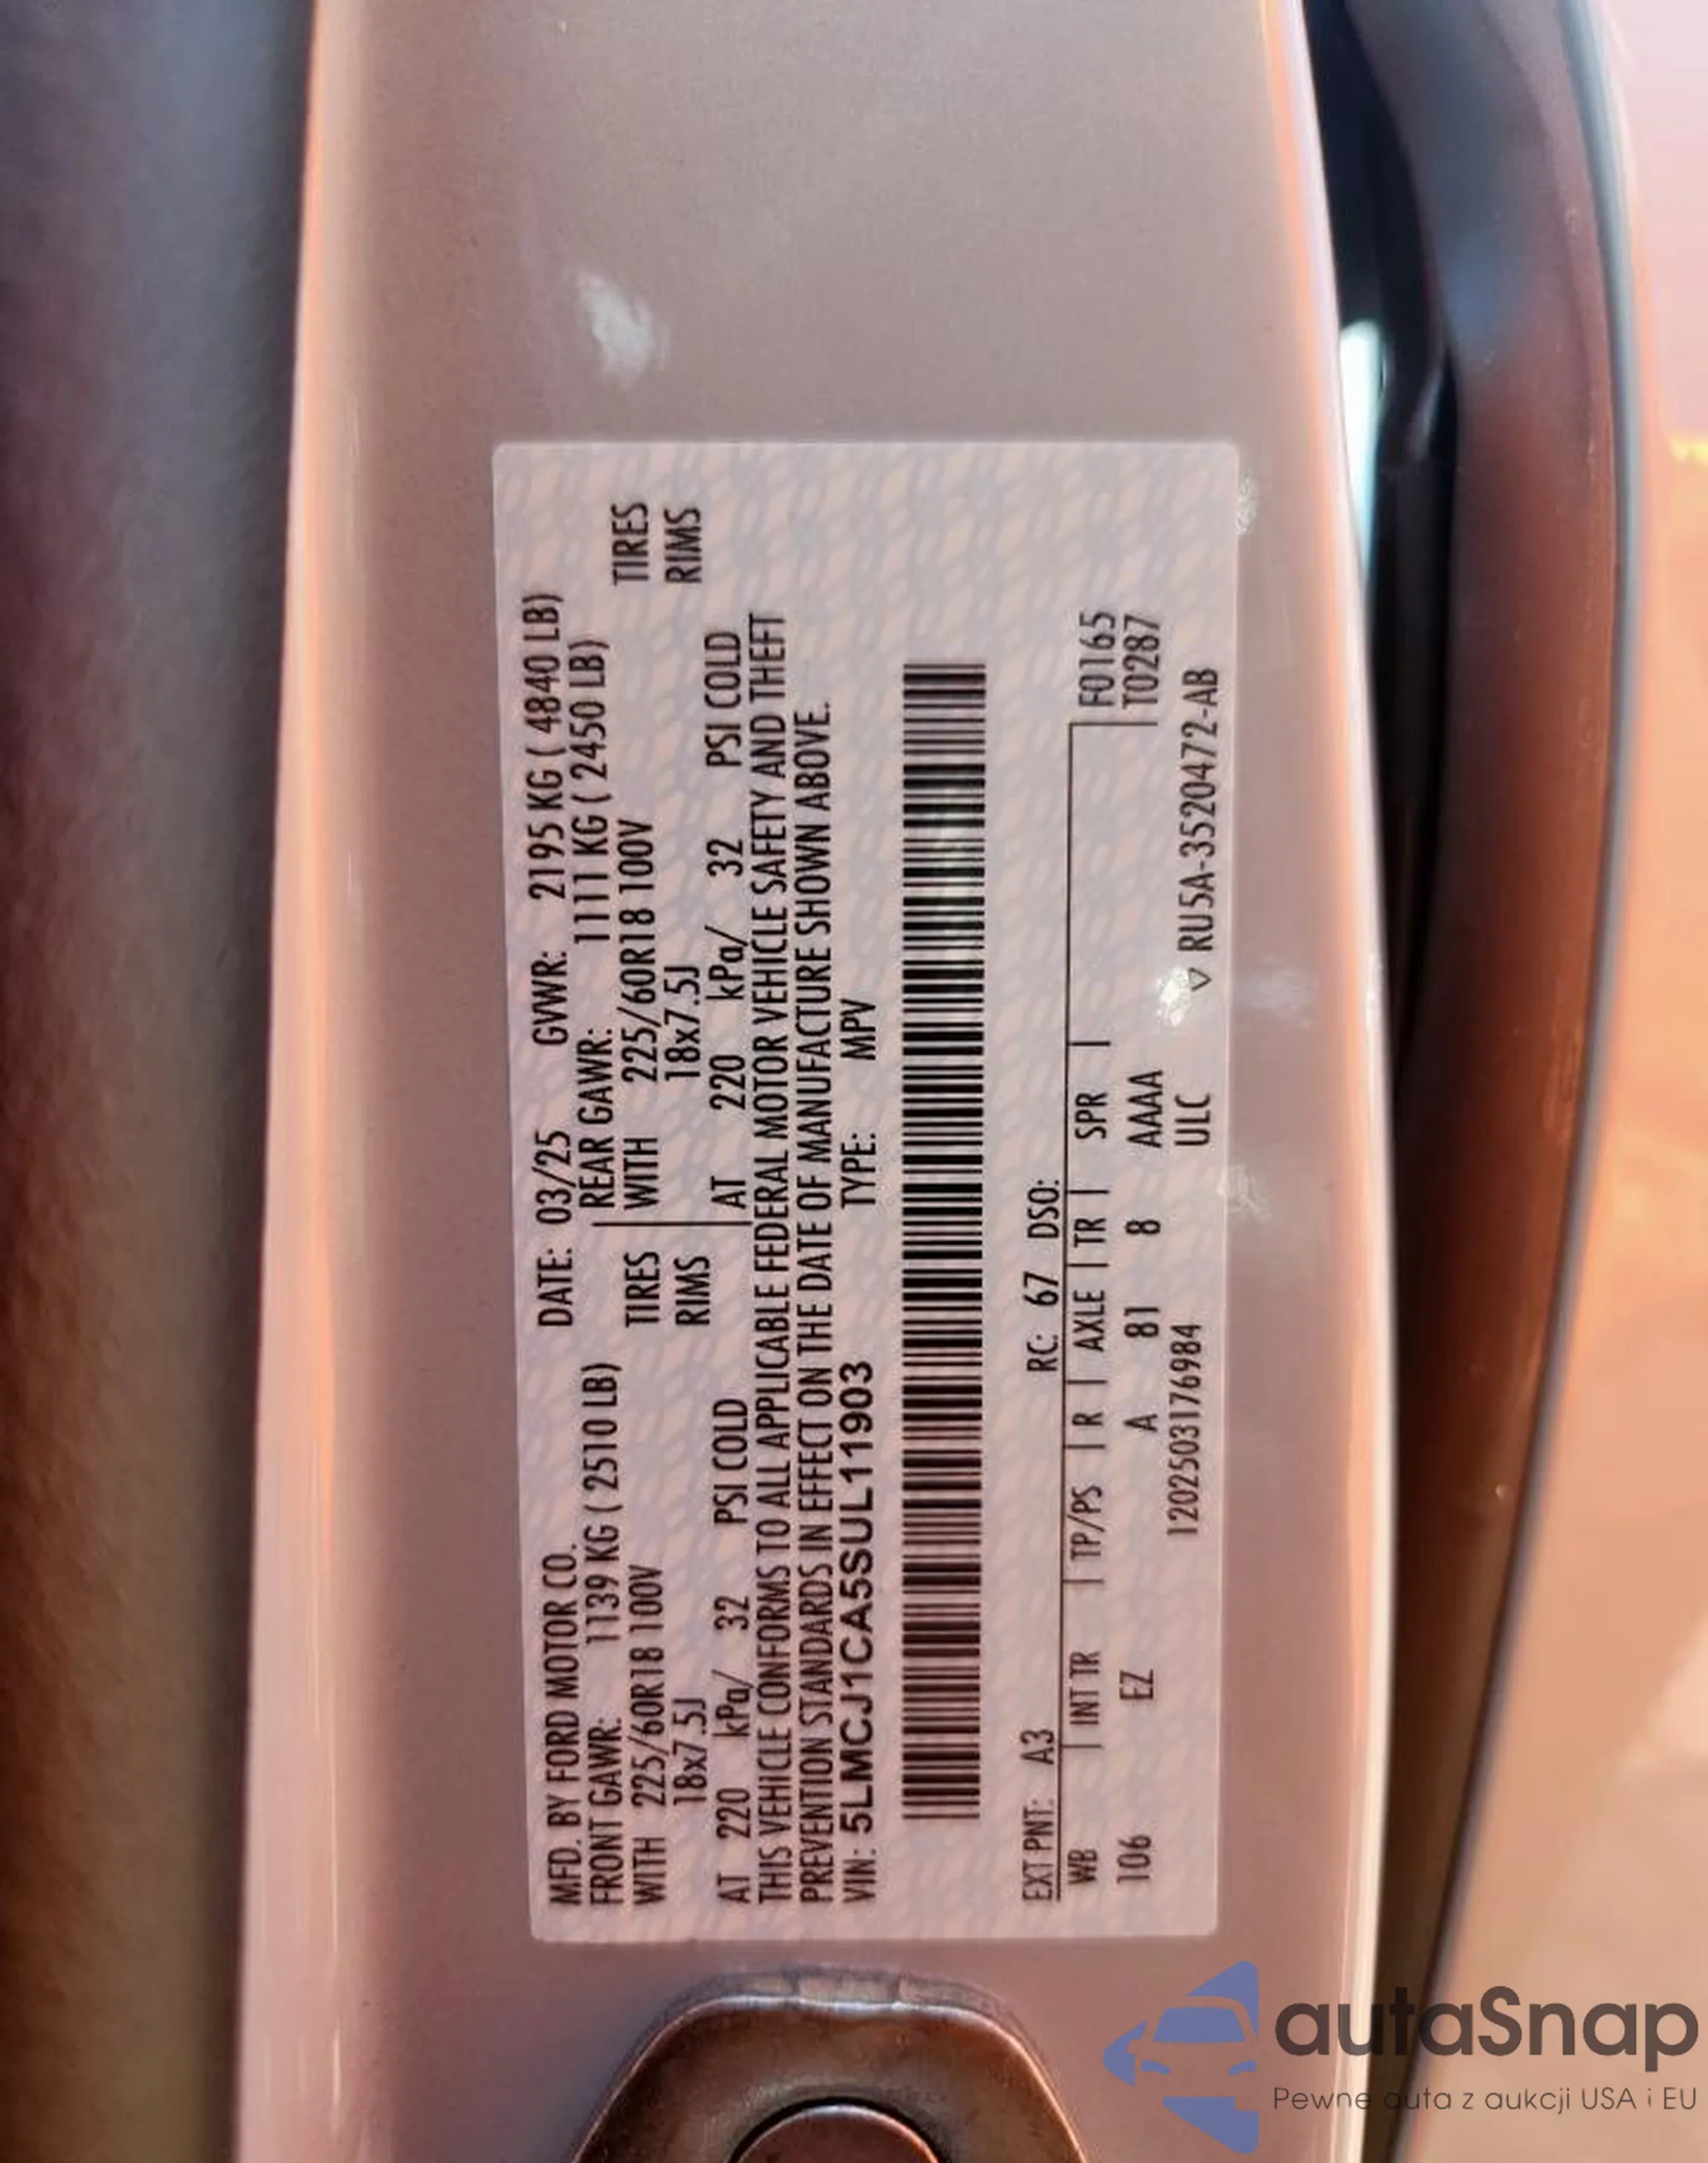 MFD. BY FORD MOTOR CO. DATE: 03/25 GVWR: 2195 KG ( 4840 LB)
FRONT GAWR: 1139 KG ( 2510 LB) REAR GAWR: 1111 KG ( 2450 LB)
WITH 225/60R18 100V TIRES WITH 225/60R18 100V TIRES
18x7.5J RIMS 18x7.5J RIMS
AT 220 kPa/ 32 PSI COLD AT 220 kPa/ 32 PSI COLD
THIS VEHICLE CONFORMS TO ALL APPLICABLE FEDERAL MOTOR VEHICLE SAFETY AND THEFT
PREVENTION STANDARDS IN EFFECT ON THE DATE OF MANUFACTURE SHOWN ABOVE.
VIN: 5LMCJ1CA5SUL11903 TYPE: MPV
EXT PNT: A3 RC: 67 DSO:
WB | INT TR | TP/PS | R | AXLE | TR | SPR | F0165
106 EZ A 81 8 AAAA T0287
1202503176984 ULC ▽ RU5A-3520472-AB
autaSnap
Pewne auta z aukcji USA i EU